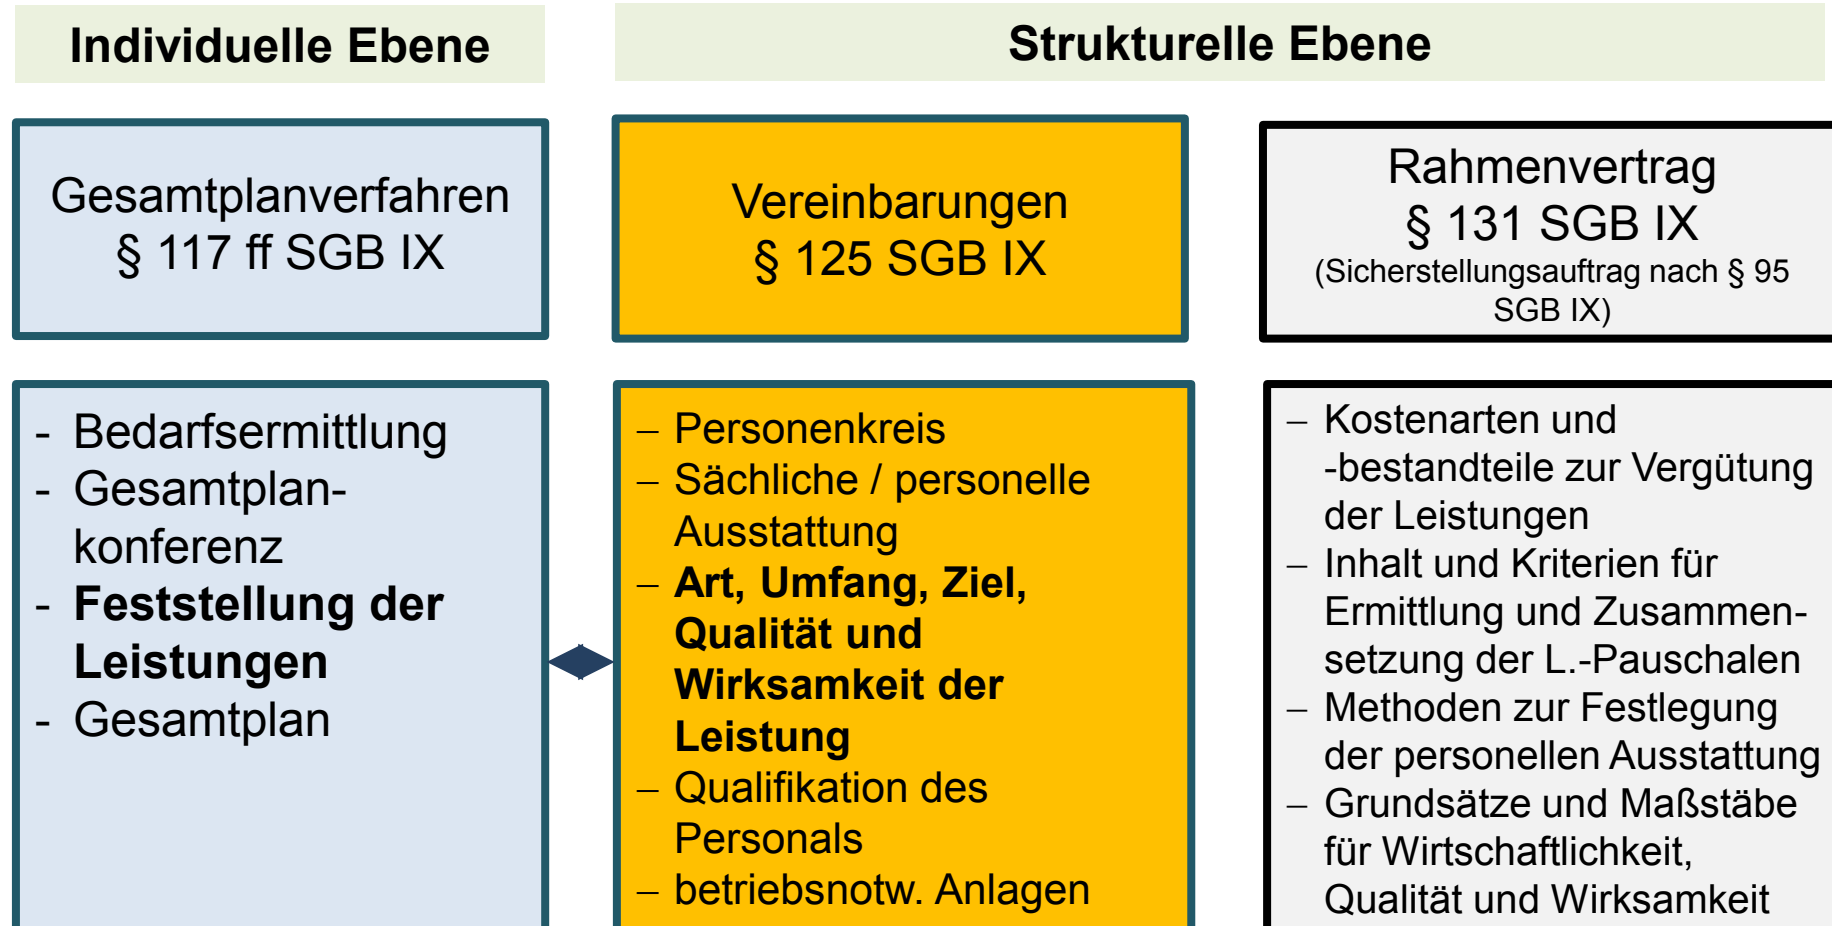 Individuelle Ebene
Strukturelle Ebene
Gesamtplanverfahren
§ 117 ff SGB IX
Vereinbarungen
§ 125 SGB IX
Rahmenvertrag
§ 131 SGB IX
(Sicherstellungsauftrag nach § 95
SGB IX)
- Bedarfsermittlung
- Gesamtplan-
konferenz
- Feststellung der
Leistungen
- Gesamtplan
– Personenkreis
– Sächliche / personelle
Ausstattung
– Art, Umfang, Ziel,
Qualität und
Wirksamkeit der
Leistung
– Qualifikation des
Personals
– betriebsnotw. Anlagen
– Kostenarten und
-bestandteile zur Vergütung
der Leistungen
– Inhalt und Kriterien für
Ermittlung und Zusammen-
setzung der L.-Pauschalen
– Methoden zur Festlegung
der personellen Ausstattung
– Grundsätze und Maßstäbe
für Wirtschaftlichkeit,
Qualität und Wirksamkeit